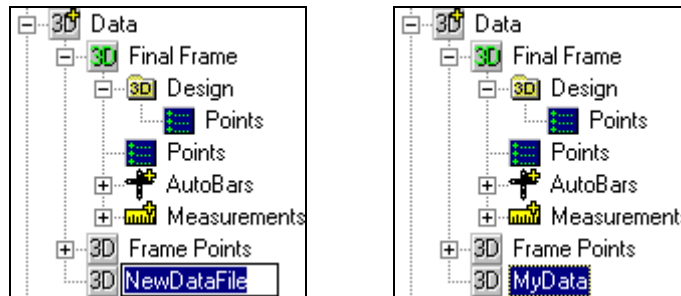 3D Data
3D Final Frame
3D Design
Points
Points
AutoBars
Measurements
3D Frame Points
3D NewDataFile
3D Data
3D Final Frame
3D Design
Points
Points
AutoBars
Measurement
3D Frame Points
3D MyData